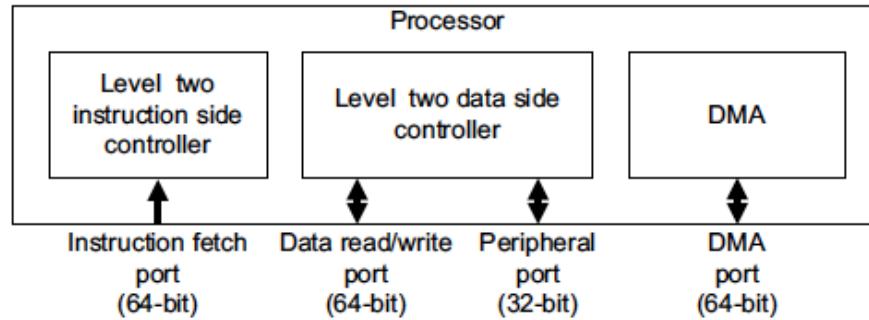 Processor
Level two
instruction side
controller
Level two data side
controller
DMA
Instruction fetch
port
(64-bit)
Data read/write
port
(64-bit)
Peripheral
port
(32-bit)
DMA
port
(64-bit)